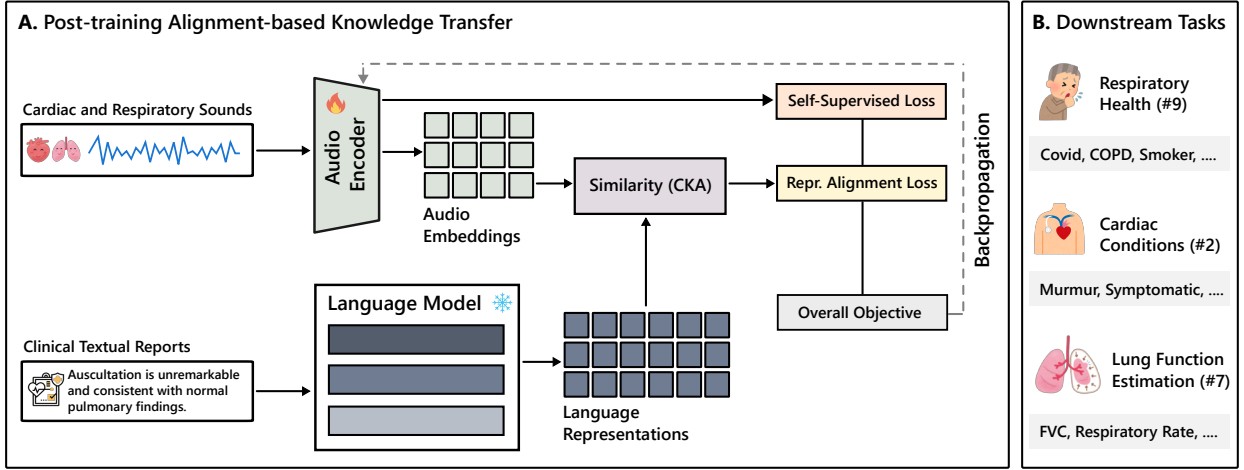 A. Post-training Alignment-based Knowledge Transfer
Cardiac and Respiratory Sounds
Audio
Encoder
Audio
Embeddings
Similarity (CKA)
Self-Supervised Loss
Repr. Alignment Loss
Overall Objective
Backpropagation
Clinical Textual Reports
Auscultation is unremarkable
and consistent with normal
pulmonary findings.
Language Model
Language
Representations
B. Downstream Tasks
Respiratory
Health (#9)
Covid, COPD, Smoker, ....
Cardiac
Conditions (#2)
Murmur, Symptomatic, ....
Lung Function
Estimation (#7)
FVC, Respiratory Rate, ....